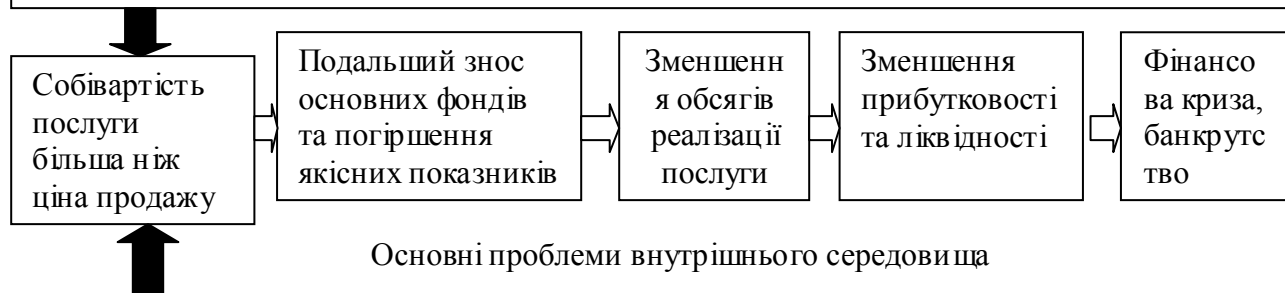 Собівартість
послуги
більша ніж
ціна продажу
Подальший знос
основних фондів
та погіршення
якісних показників
Зменшенн
я обсягів
реалізації
послуги
Зменшення
прибутковості
та ліквідності
Фінансо
ва криза,
банкрутс
тво
Основні проблеми внутрішнього середовища